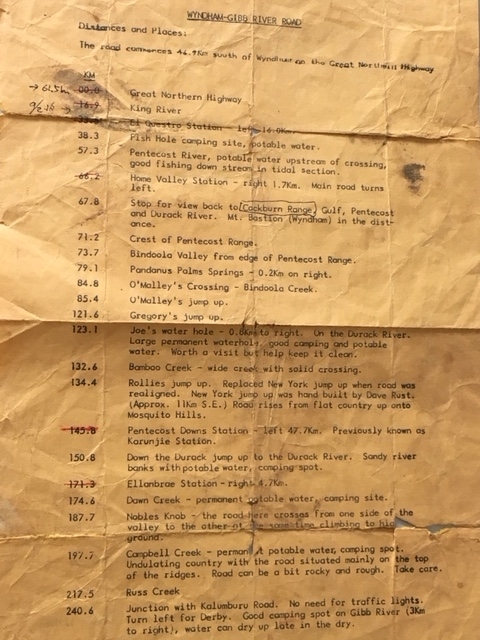 WYNDHAM-GIBB RIVER ROAD
Distances and Places:
The road commences 46.9Km south of Wyndham on the Great Northern Highway
KM
00.0 Great Northern Highway
16.9 King River
El Questro Station - left 16.0Km.
38.3 Fish Hole camping site, potable water.
57.3 Pentecost River, potable water upstream of crossing,
good fishing down stream in tidal section.
66.2 Home Valley Station - right 1.7Km. Main road turns
left.
67.8 Stop for view back to Cockburn Range, Gulf, Pentecost
and Durack River. Mt. Bastion (Wyndham) in the dist-
ance.
71.2 Crest of Pentecost Range.
73.7 Bindoola Valley from edge of Pentecost Range.
79.1 Pandanus Palms Springs - 0.2Km on right.
84.8 O'Malley's Crossing - Bindoola Creek.
85.4 O'Malley's jump up.
121.6 Gregory's jump up.
123.1 Joe's water hole - 0.8Km to right. On the Durack River.
Large permanent waterhole, good camping and potable
water. Worth a visit but help keep it clean.
132.6 Bamboo Creek - wide creek with solid crossing.
134.4 Rollies jump up. Replaced New York jump up when road was
realigned. New York jump up was hand built by Dave Rust.
(Approx. 11Km S.E.) Road rises from flat country up onto
Mosquito Hills.
145.8 Pentecost Downs Station - left 47.7Km. Previously known as
Karunjie Station.
150.8 Down the Durack jump up to the Durack River. Sandy river
banks with potable water, camping spot.
171.3 Ellenbrae Station - right 4.7Km.
174.6 Dawn Creek - permanent potable water, camping site.
187.7 Nobles Knob - the road here crosses from one side of the
valley to the other at the same time climbing to
ground.
197.7 Campbell Creek - permanent potable water, camping spot.
Undulating country with the road situated mainly on the top
of the ridges. Road can be a bit rocky and rough. Take care.
217.5 Russ Creek
240.6 Junction with Kalumburu Road. No need for traffic lights.
Turn left for Derby. Good camping spot on Gibb River (3Km
to right), water can dry up late in the dry.